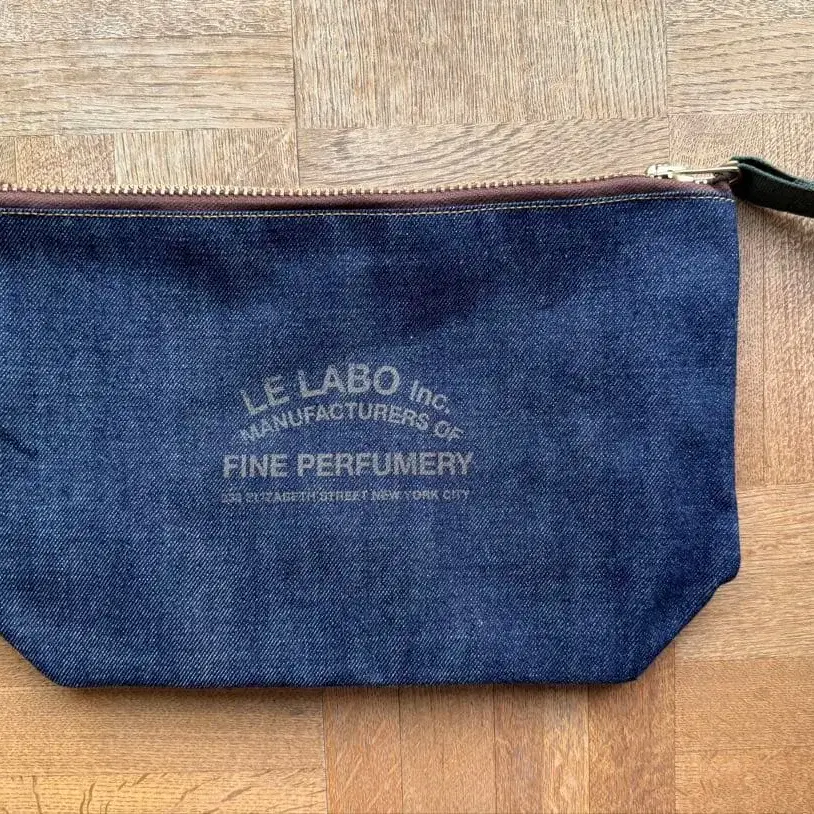 LE LABO Inc.
MANUFACTURERS OF
FINE PERFUMERY
ELIZABETH STREET NEW YORK CITY